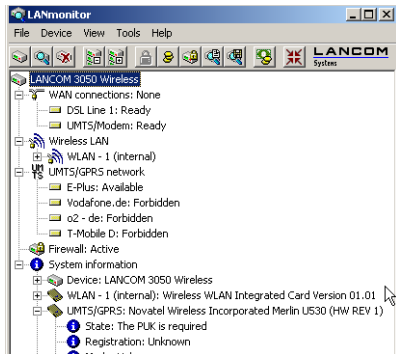 LANmonitor
File Device View Tools Help
LANCOM
Systems
LANCOM 3050 Wireless
WAN connections: None
DSL Line 1: Ready
UMTS/Modem: Ready
Wireless LAN
WLAN - 1 (internal)
UM
TS UMTS/GPRS network
E-Plus: Available
Vodafone.de: Forbidden
o2 - de: Forbidden
T-Mobile D: Forbidden
Firewall: Active
System information
Device: LANCOM 3050 Wireless
WLAN - 1 (internal): Wireless WLAN Integrated Card Version 01.01
UMTS/GPRS: Novatel Wireless Incorporated Merlin U530 (HW REV 1)
State: The PUK is required
Registration: Unknown